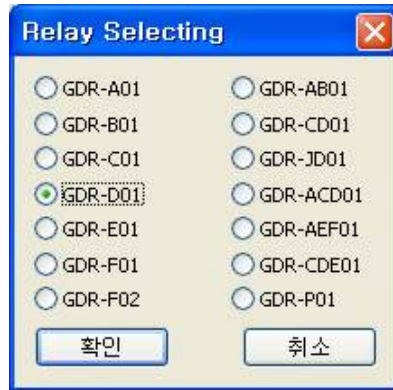 Relay Selecting
GDR-A01 GDR-AB01
GDR-B01 GDR-CD01
GDR-C01 GDR-JD01
GDR-D01 GDR-ACD01
GDR-E01 GDR-AEF01
GDR-F01 GDR-CDE01
GDR-F02 GDR-P01
확인 취소